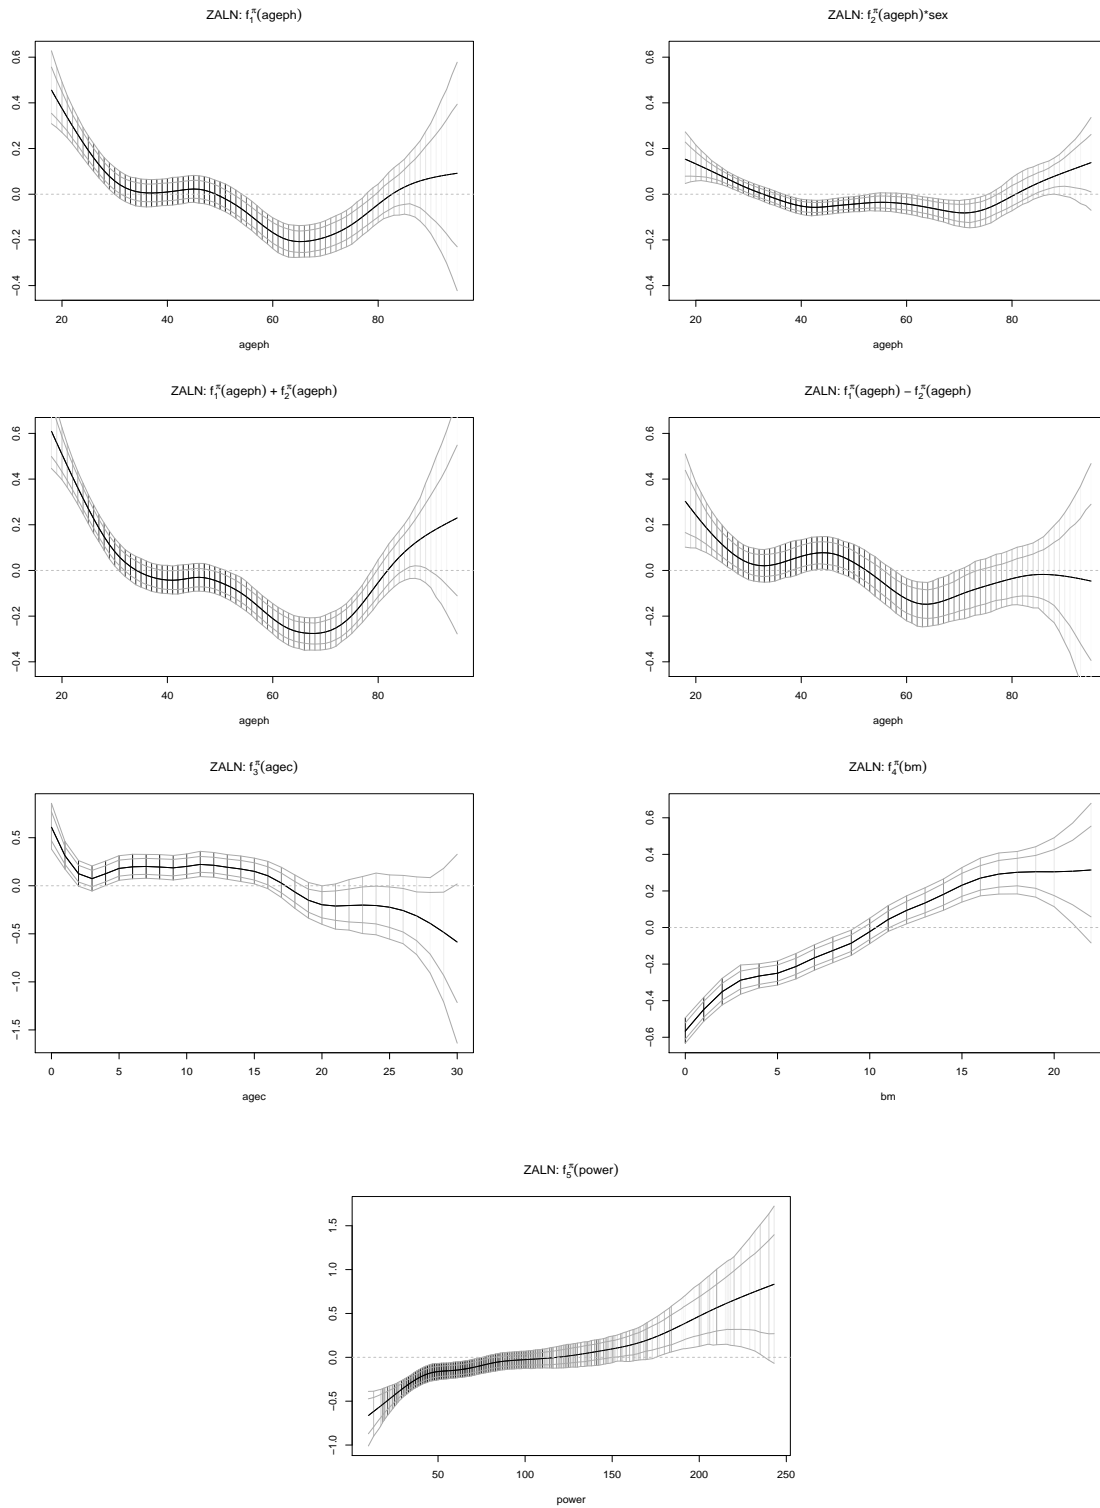 ZALN: f₁^π(ageph)
0.6
0.4
0.2
0.0
−0.2
−0.4
20 40 60 80
ageph
ZALN: f₂^π(ageph)*sex
0.6
0.4
0.2
0.0
−0.2
−0.4
20 40 60 80
ageph
ZALN: f₁^π(ageph) + f₂^π(ageph)
0.6
0.4
0.2
0.0
−0.2
−0.4
20 40 60 80
ageph
ZALN: f₁^π(ageph) − f₂^π(ageph)
0.6
0.4
0.2
0.0
−0.2
−0.4
20 40 60 80
ageph
ZALN: f₃^π(agec)
0.5
0.0
−0.5
−1.0
−1.5
0 5 10 15 20 25 30
agec
ZALN: f₄^π(bm)
0.6
0.4
0.2
0.0
−0.2
−0.4
−0.6
0 5 10 15 20
bm
ZALN: f₅^π(power)
1.5
1.0
0.5
0.0
−0.5
−1.0
50 100 150 200 250
power